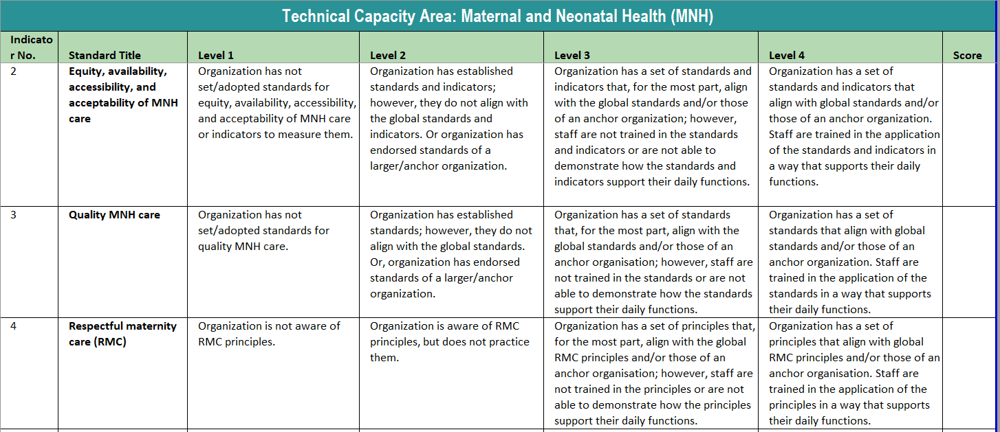 Technical Capacity Area: Maternal and Neonatal Health (MNH)
Indicato
r No.
Standard Title
Level 1
Level 2
Level 3
Level 4
Score
2
Equity, availability,
accessibility, and
acceptability of MNH
care
Organization has not
set/adopted standards for
equity, availability, accessibility,
and acceptability of MNH care
or indicators to measure them.
Organization has established
standards and indicators;
however, they do not align with
the global standards and
indicators. Or organization has
endorsed standards of a
larger/anchor organization.
Organization has a set of standards and
indicators that, for the most part, align
with the global standards and/or those
of an anchor organization; however,
staff are not trained in the standards
and indicators or are not able to
demonstrate how the standards and
indicators support their daily functions.
Organization has a set of
standards and indicators that
align with global standards and/or
those of an anchor organization.
Staff are trained in the application
of the standards and indicators in
a way that supports their daily
functions.
3
Quality MNH care
Organization has not
set/adopted standards for
quality MNH care.
Organization has established
standards; however, they do not
align with the global standards.
Or, organization has endorsed
standards of a larger/anchor
organization.
Organization has a set of standards
that, for the most part, align with the
global standards and/or those of an
anchor organisation; however, staff are
not trained in the standards or are not
able to demonstrate how the standards
support their daily functions.
Organization has a set of
standards that align with global
standards and/or those of an
anchor organization. Staff are
trained in the application of the
standards in a way that supports
their daily functions.
4
Respectful maternity
care (RMC)
Organization is not aware of
RMC principles.
Organization is aware of RMC
principles, but does not practice
them.
Organization has a set of principles that,
for the most part, align with the global
RMC principles and/or those of an
anchor organisation; however, staff are
not trained in the principles or are not
able to demonstrate how the principles
support their daily functions.
Organization has a set of
principles that align with global
RMC principles and/or those of an
anchor organisation. Staff are
trained in the application of the
principles in a way that supports
their daily functions.